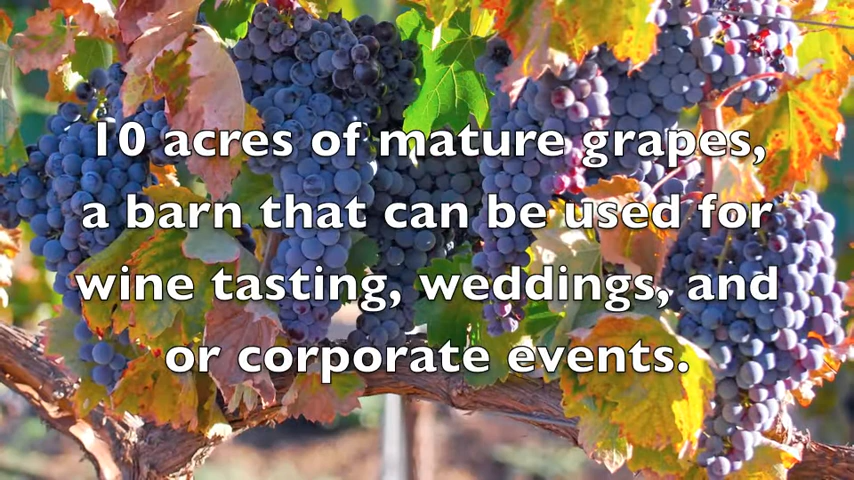 10 acres of mature grapes,
a barn that can be used for
wine tasting, weddings, and
or corporate events.